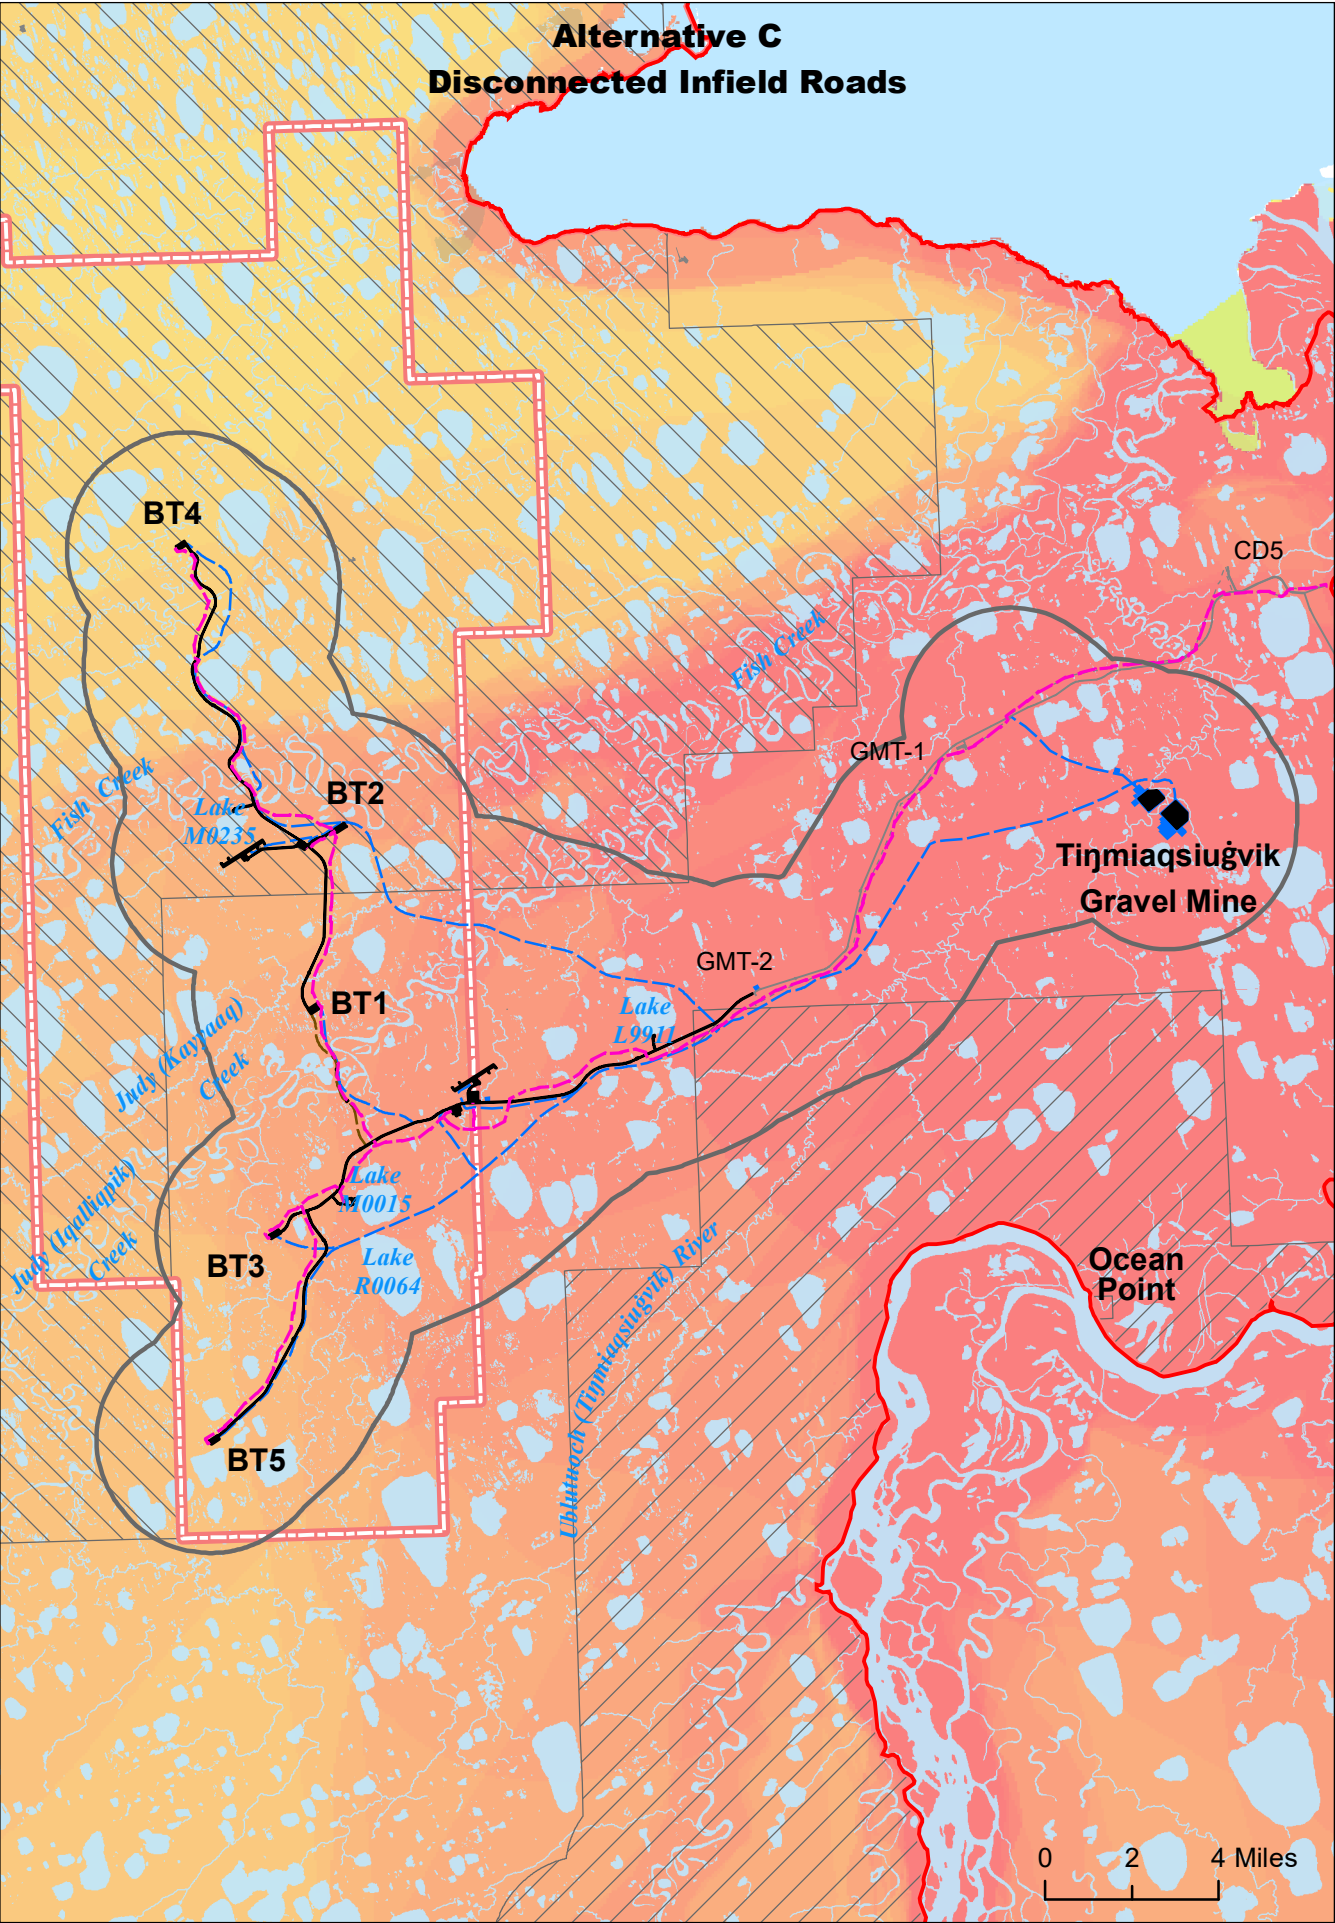 Alternative C
Disconnected Infield Roads
BT4
CD5
Fish Creek
GMT-1
Fish Creek
BT2
Lake
M0235
Tiŋmiaqsiuġvik
Gravel Mine
GMT-2
BT1
Lake
L9911
Judy (Kayyaaq)
Creek
Lake
M0015
Judy (Iqalliqpik)
Creek
BT3
Lake
R0064
Ublutuoch (Tiŋmiaqsiuġvik) River
Ocean
Point
BT5
0 2 4 Miles